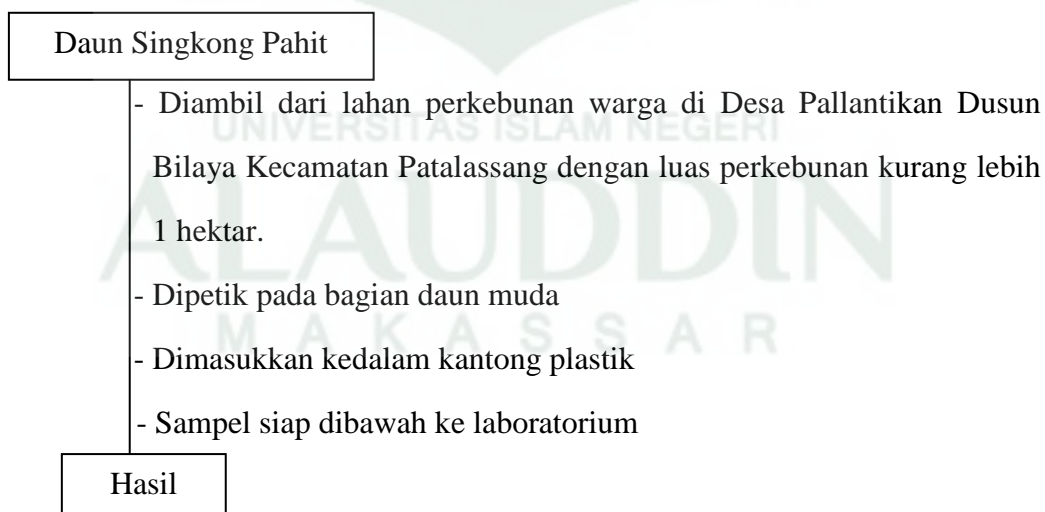 Daun Singkong Pahit
- Diambil dari lahan perkebunan warga di Desa Pallantikan Dusun
Bilaya Kecamatan Patalassang dengan luas perkebunan kurang lebih
1 hektar.
- Dipetik pada bagian daun muda
- Dimasukkan kedalam kantong plastik
- Sampel siap dibawah ke laboratorium
Hasil
UNIVERSITAS ISLAM NEGERI
ALAUDDIN
MAKASSAR